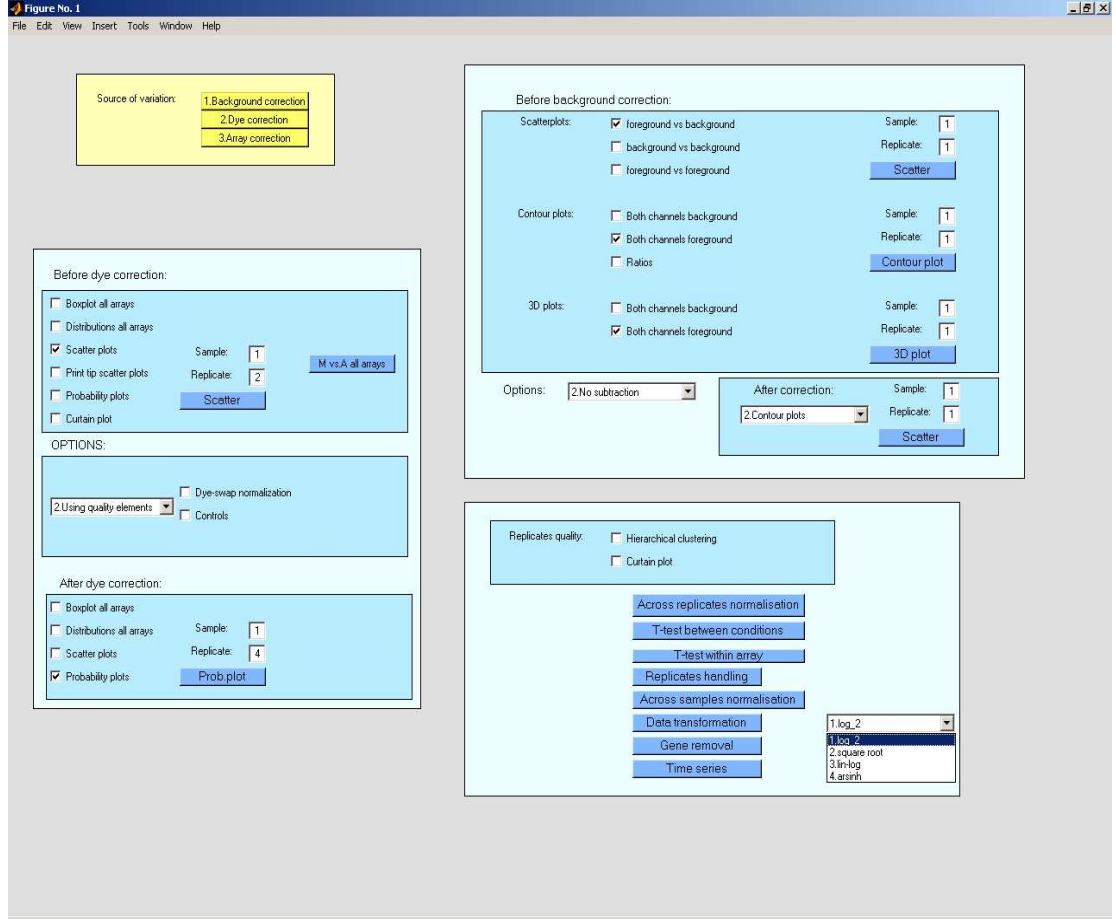 Figure No. 1
File Edit View Insert Tools Window Help
Source of variation:
1.Background correction
2.Dye correction
3.Array correction
Before background correction:
Scatterplots:
foreground vs background
background vs background
foreground vs foreground
Sample: 1
Replicate: 1
Scatter
Contour plots:
Both channels background
Both channels foreground
Ratios
Sample: 1
Replicate: 1
Contour plot
3D plots:
Both channels background
Both channels foreground
Sample: 1
Replicate: 1
3D plot
Options: 2.No subtraction
After correction:
2.Contour plots
Sample: 1
Replicate: 1
Scatter
Before dye correction:
Boxplot all arrays
Distributions all arrays
Scatter plots
Print tip scatter plots
Probability plots
Curtain plot
Sample: 1
Replicate: 2
Scatter
M vs.A all arrays
OPTIONS:
2.Using quality elements
Dye-swap normalization
Controls
After dye correction:
Boxplot all arrays
Distributions all arrays
Scatter plots
Probability plots
Sample: 1
Replicate: 4
Prob.plot
Replicates quality:
Hierarchical clustering
Curtain plot
Across replicates normalisation
T-test between conditions
T-test within array
Replicates handling
Across samples normalisation
Data transformation
Gene removal
Time series
1.log_2
1.log_2
2.square root
3.lin-log
4.arsinh